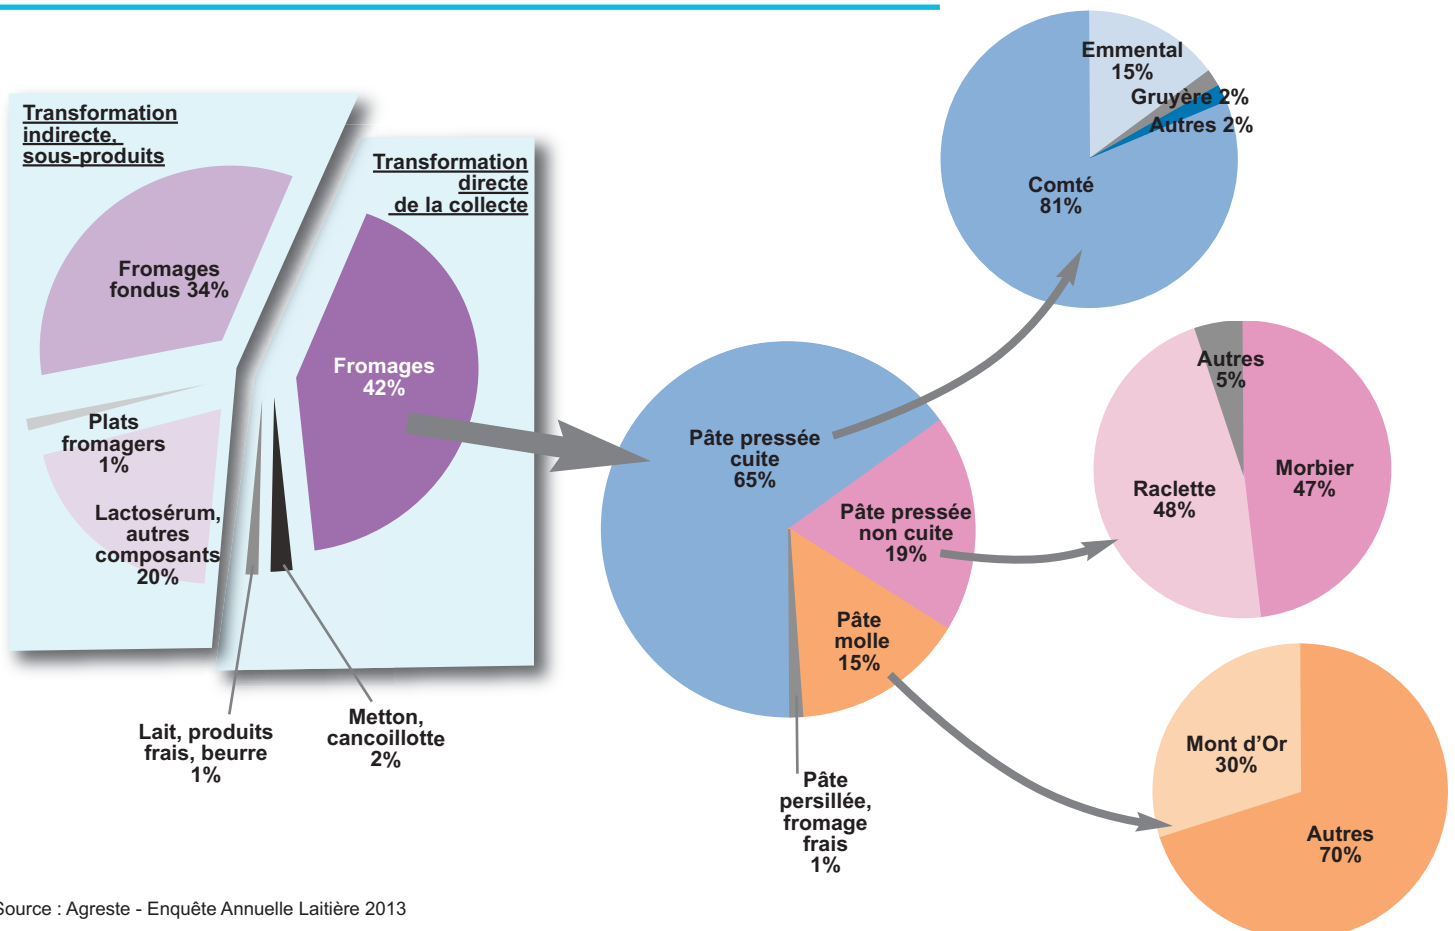 Transformation
indirecte,
sous-produits
Fromages
fondus 34%
Plats
fromagers
1%
Lactosérum,
autres
composants
20%
Transformation
directe
de la collecte
Fromages
42%
Lait, produits
frais, beurre
1%
Metton,
cancoillotte
2%
Pâte pressée
cuite
65%
Pâte pressée
non cuite
19%
Pâte
molle
15%
Pâte
persillée,
fromage
frais
1%
Emmental
15%
Gruyère 2%
Autres 2%
Comté
81%
Autres
5%
Raclette
48%
Morbier
47%
Mont d’Or
30%
Autres
70%
Source : Agreste - Enquête Annuelle Laitière 2013